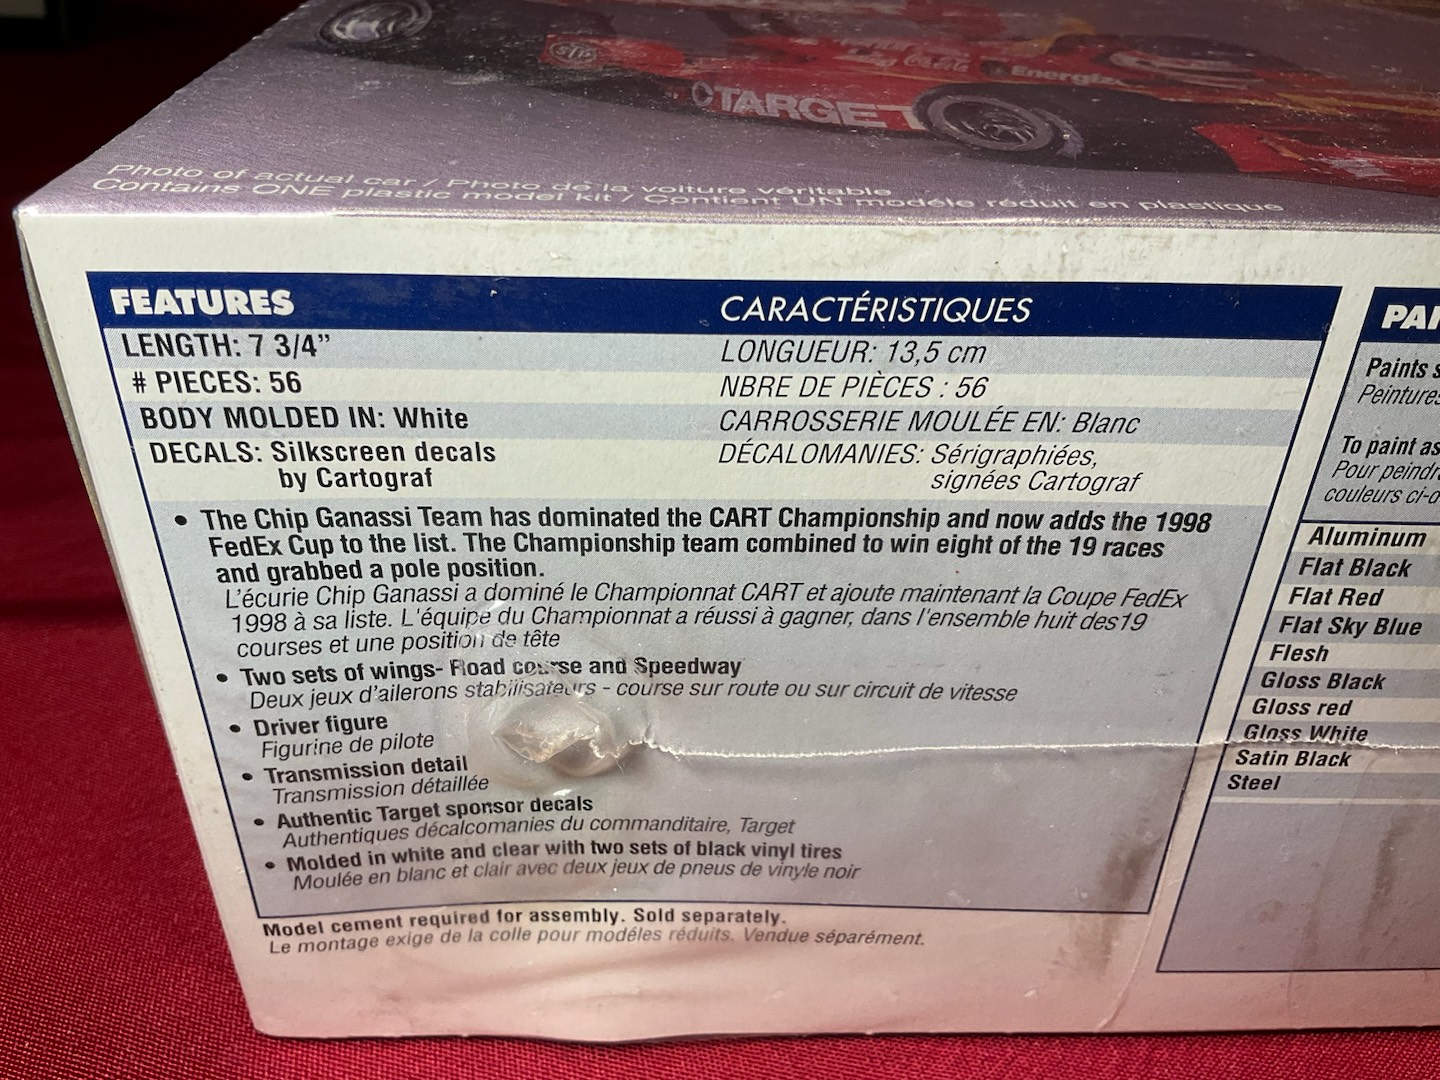 STP
Coca-Cola
Energiz
TARGET
Photo of actual car / Photo de la voiture véritable
Contains ONE plastic model kit / Contient UN modèle réduit en plastique
FEATURES
CARACTÉRISTIQUES
LENGTH: 7 3/4”
LONGUEUR: 13,5 cm
# PIECES: 56
NBRE DE PIÈCES : 56
BODY MOLDED IN: White
CARROSSERIE MOULÉE EN: Blanc
DECALS: Silkscreen decals
by Cartograf
DÉCALOMANIES: Sérigraphiées,
signées Cartograf
• The Chip Ganassi Team has dominated the CART Championship and now adds the 1998
FedEx Cup to the list. The Championship team combined to win eight of the 19 races
and grabbed a pole position.
L’écurie Chip Ganassi a dominé le Championnat CART et ajoute maintenant la Coupe FedEx
1998 à sa liste. L'équipe du Championnat a réussi à gagner, dans l'ensemble huit des19
courses et une position de tête
• Two sets of wings- Road course and Speedway
Deux jeux d’ailerons stabilisateurs - course sur route ou sur circuit de vitesse
• Driver figure
Figurine de pilote
• Transmission detail
Transmission détaillée
• Authentic Target sponsor decals
Authentiques décalcomanies du commanditaire, Target
• Molded in white and clear with two sets of black vinyl tires
Moulée en blanc et clair avec deux jeux de pneus de vinyle noir
Model cement required for assembly. Sold separately.
Le montage exige de la colle pour modéles réduits. Vendue séparément.
PAI
Paints s
Peintures
To paint as
Pour peindr
couleurs ci-d
Aluminum
Flat Black
Flat Red
Flat Sky Blue
Flesh
Gloss Black
Gloss red
Gloss White
Satin Black
Steel